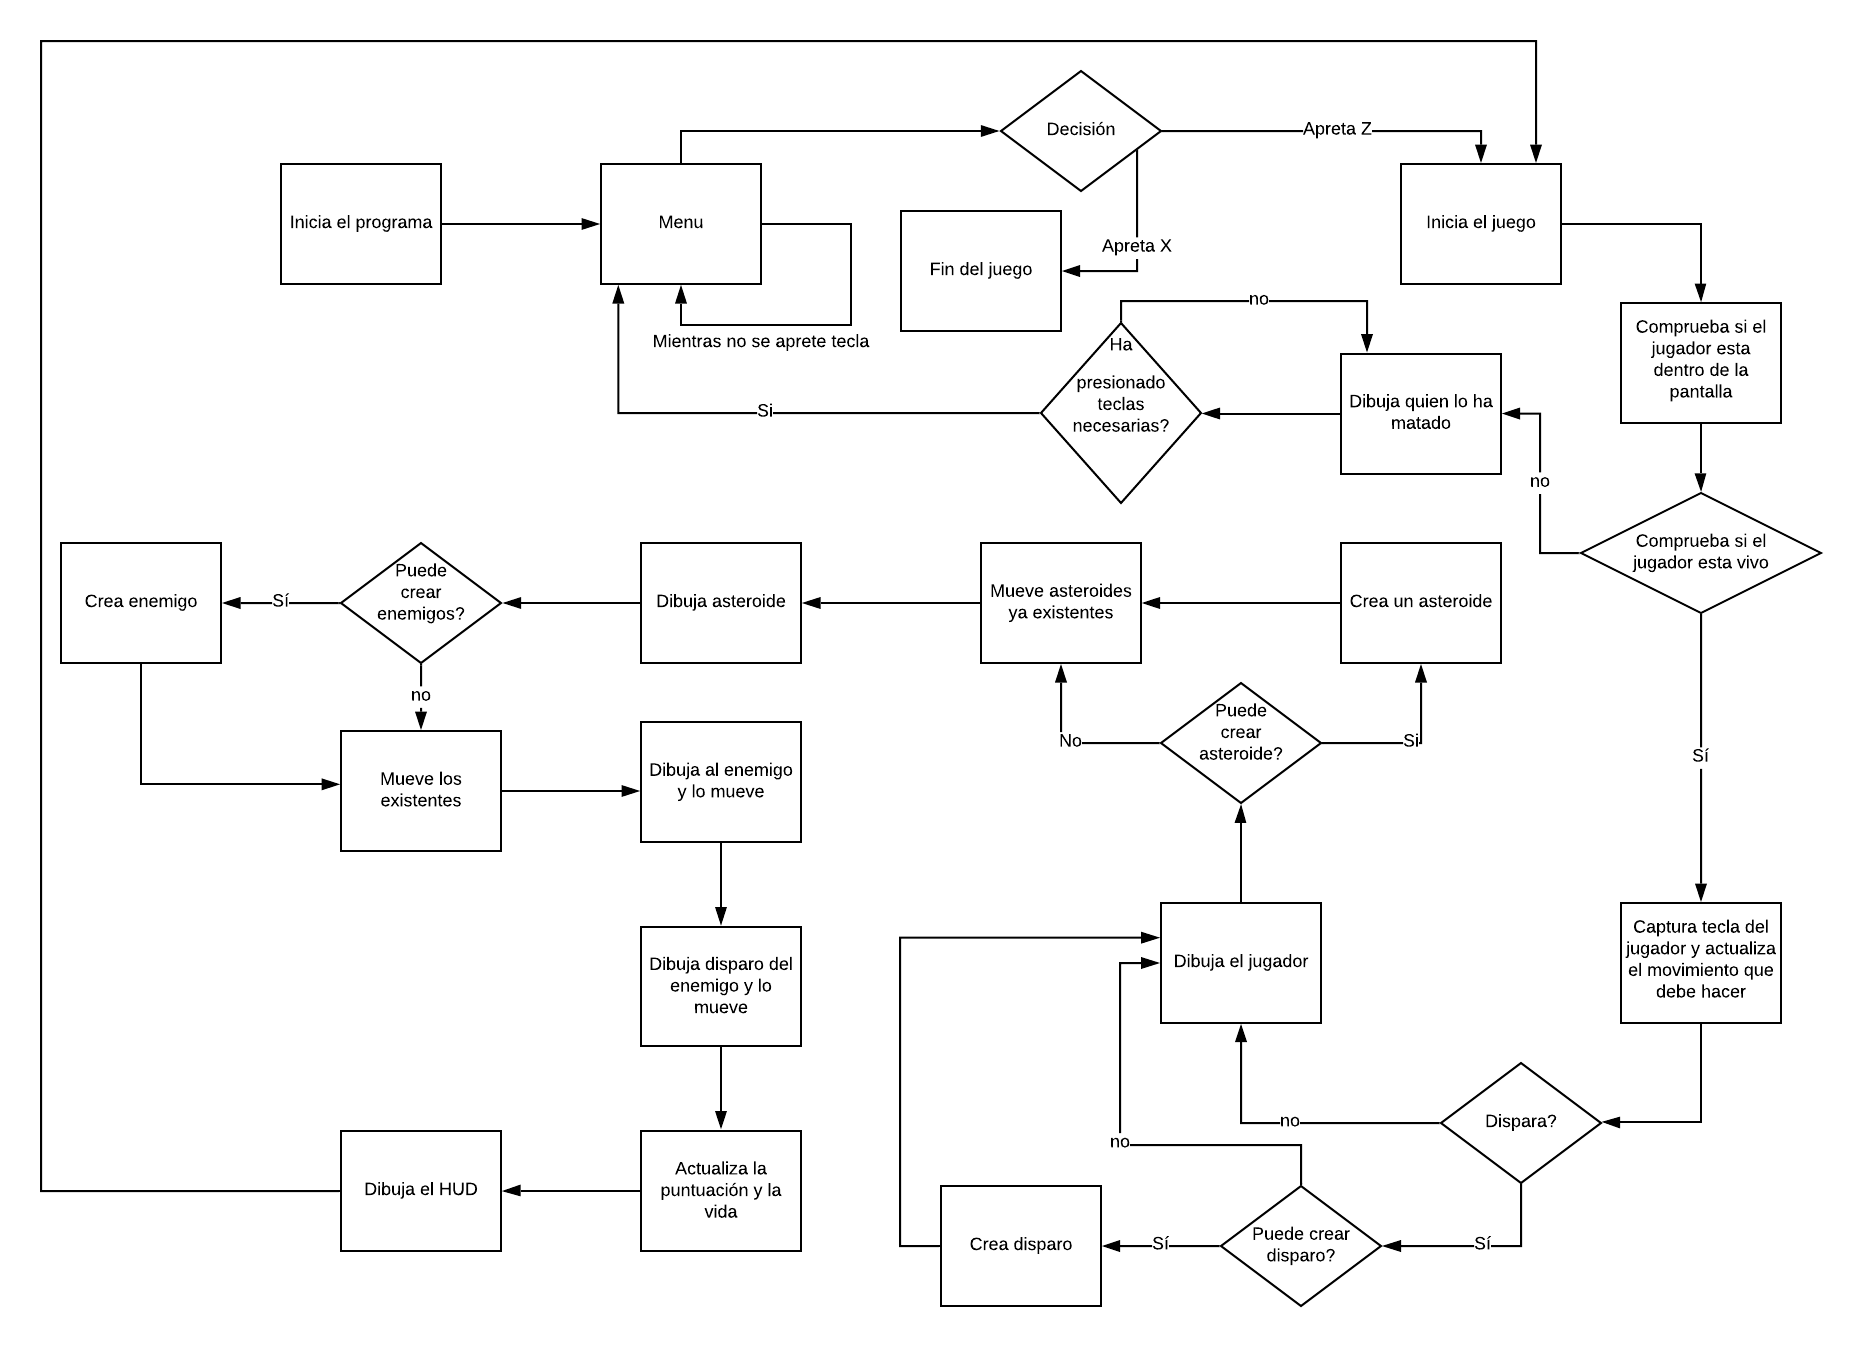 Decisión
Apreta Z
Inicia el programa
Menu
Inicia el juego
Apreta X
Fin del juego
Mientras no se aprete tecla
no
Ha
presionado
teclas
necesarias?
Si
Dibuja quien lo ha
matado
Comprueba si el
jugador esta
dentro de la
pantalla
no
Comprueba si el
jugador esta vivo
Crea enemigo
Sí
Puede
crear
enemigos?
Dibuja asteroide
Mueve asteroides
ya existentes
Crea un asteroide
no
Puede
crear
asteroide?
No
Si
Sí
Mueve los
existentes
Dibuja al enemigo
y lo mueve
Dibuja disparo del
enemigo y lo
mueve
Dibuja el jugador
Captura tecla del
jugador y actualiza
el movimiento que
debe hacer
no
Dispara?
no
Dibuja el HUD
Actualiza la
puntuación y la
vida
Crea disparo
Sí
Puede crear
disparo?
Sí